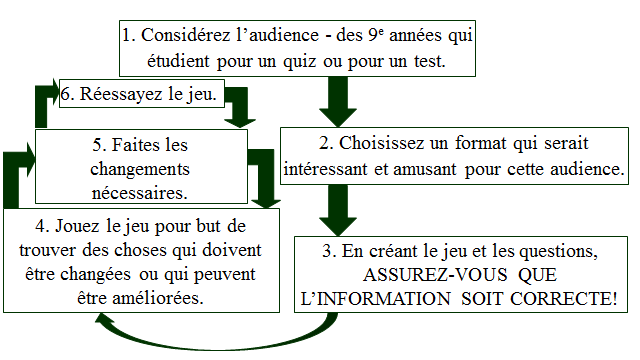 1. Considérez l'audience - des 9e années qui
étudient pour un quiz ou pour un test.
2. Choisissez un format qui serait
intéressant et amusant pour cette audience.
3. En créant le jeu et les questions,
ASSUREZ-VOUS QUE
L'INFORMATION SOIT CORRECTE!
4. Jouez le jeu pour but de
trouver des choses qui doivent
être changées ou qui peuvent
être améliorées.
5. Faites les
changements
nécessaires.
6. Réessayez le jeu.